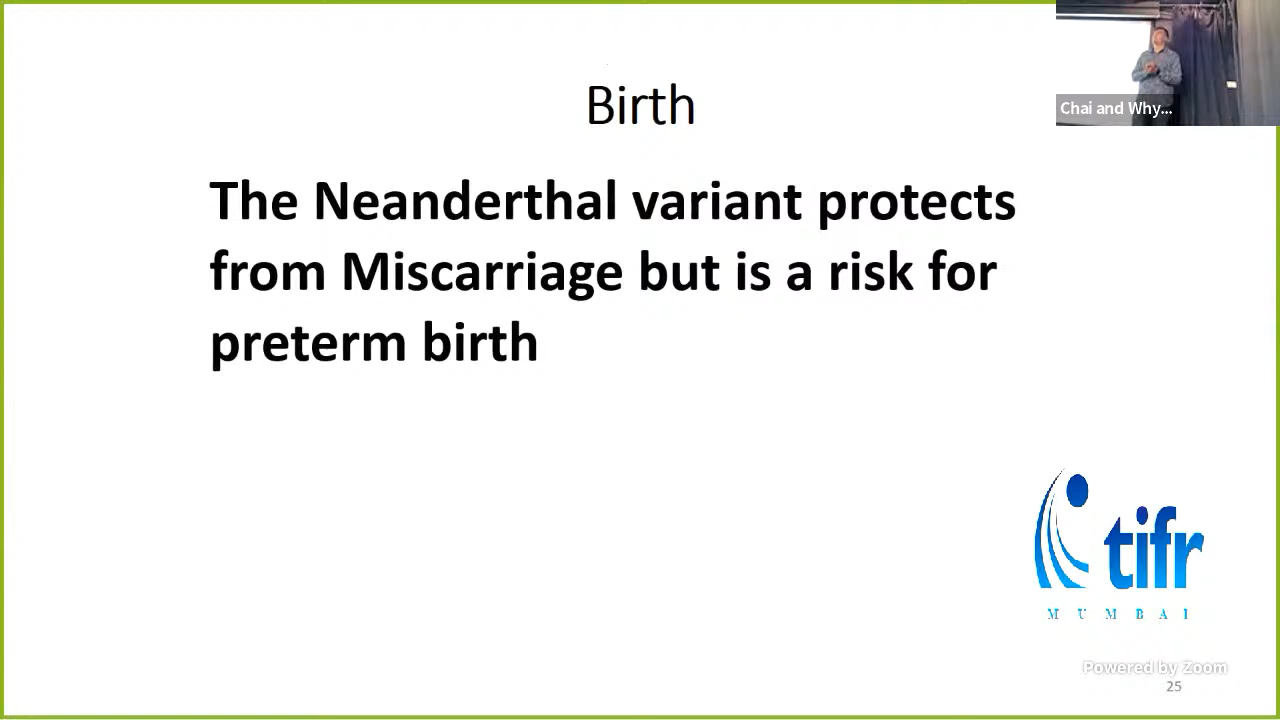 Chai and Why...
Birth
The Neanderthal variant protects
from Miscarriage but is a risk for
preterm birth
tifr
MUMBAI
Powered by Zoom
25